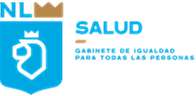 NL
SALUD
GABINETE DE IGUALDAD
PARA TODAS LAS PERSONAS